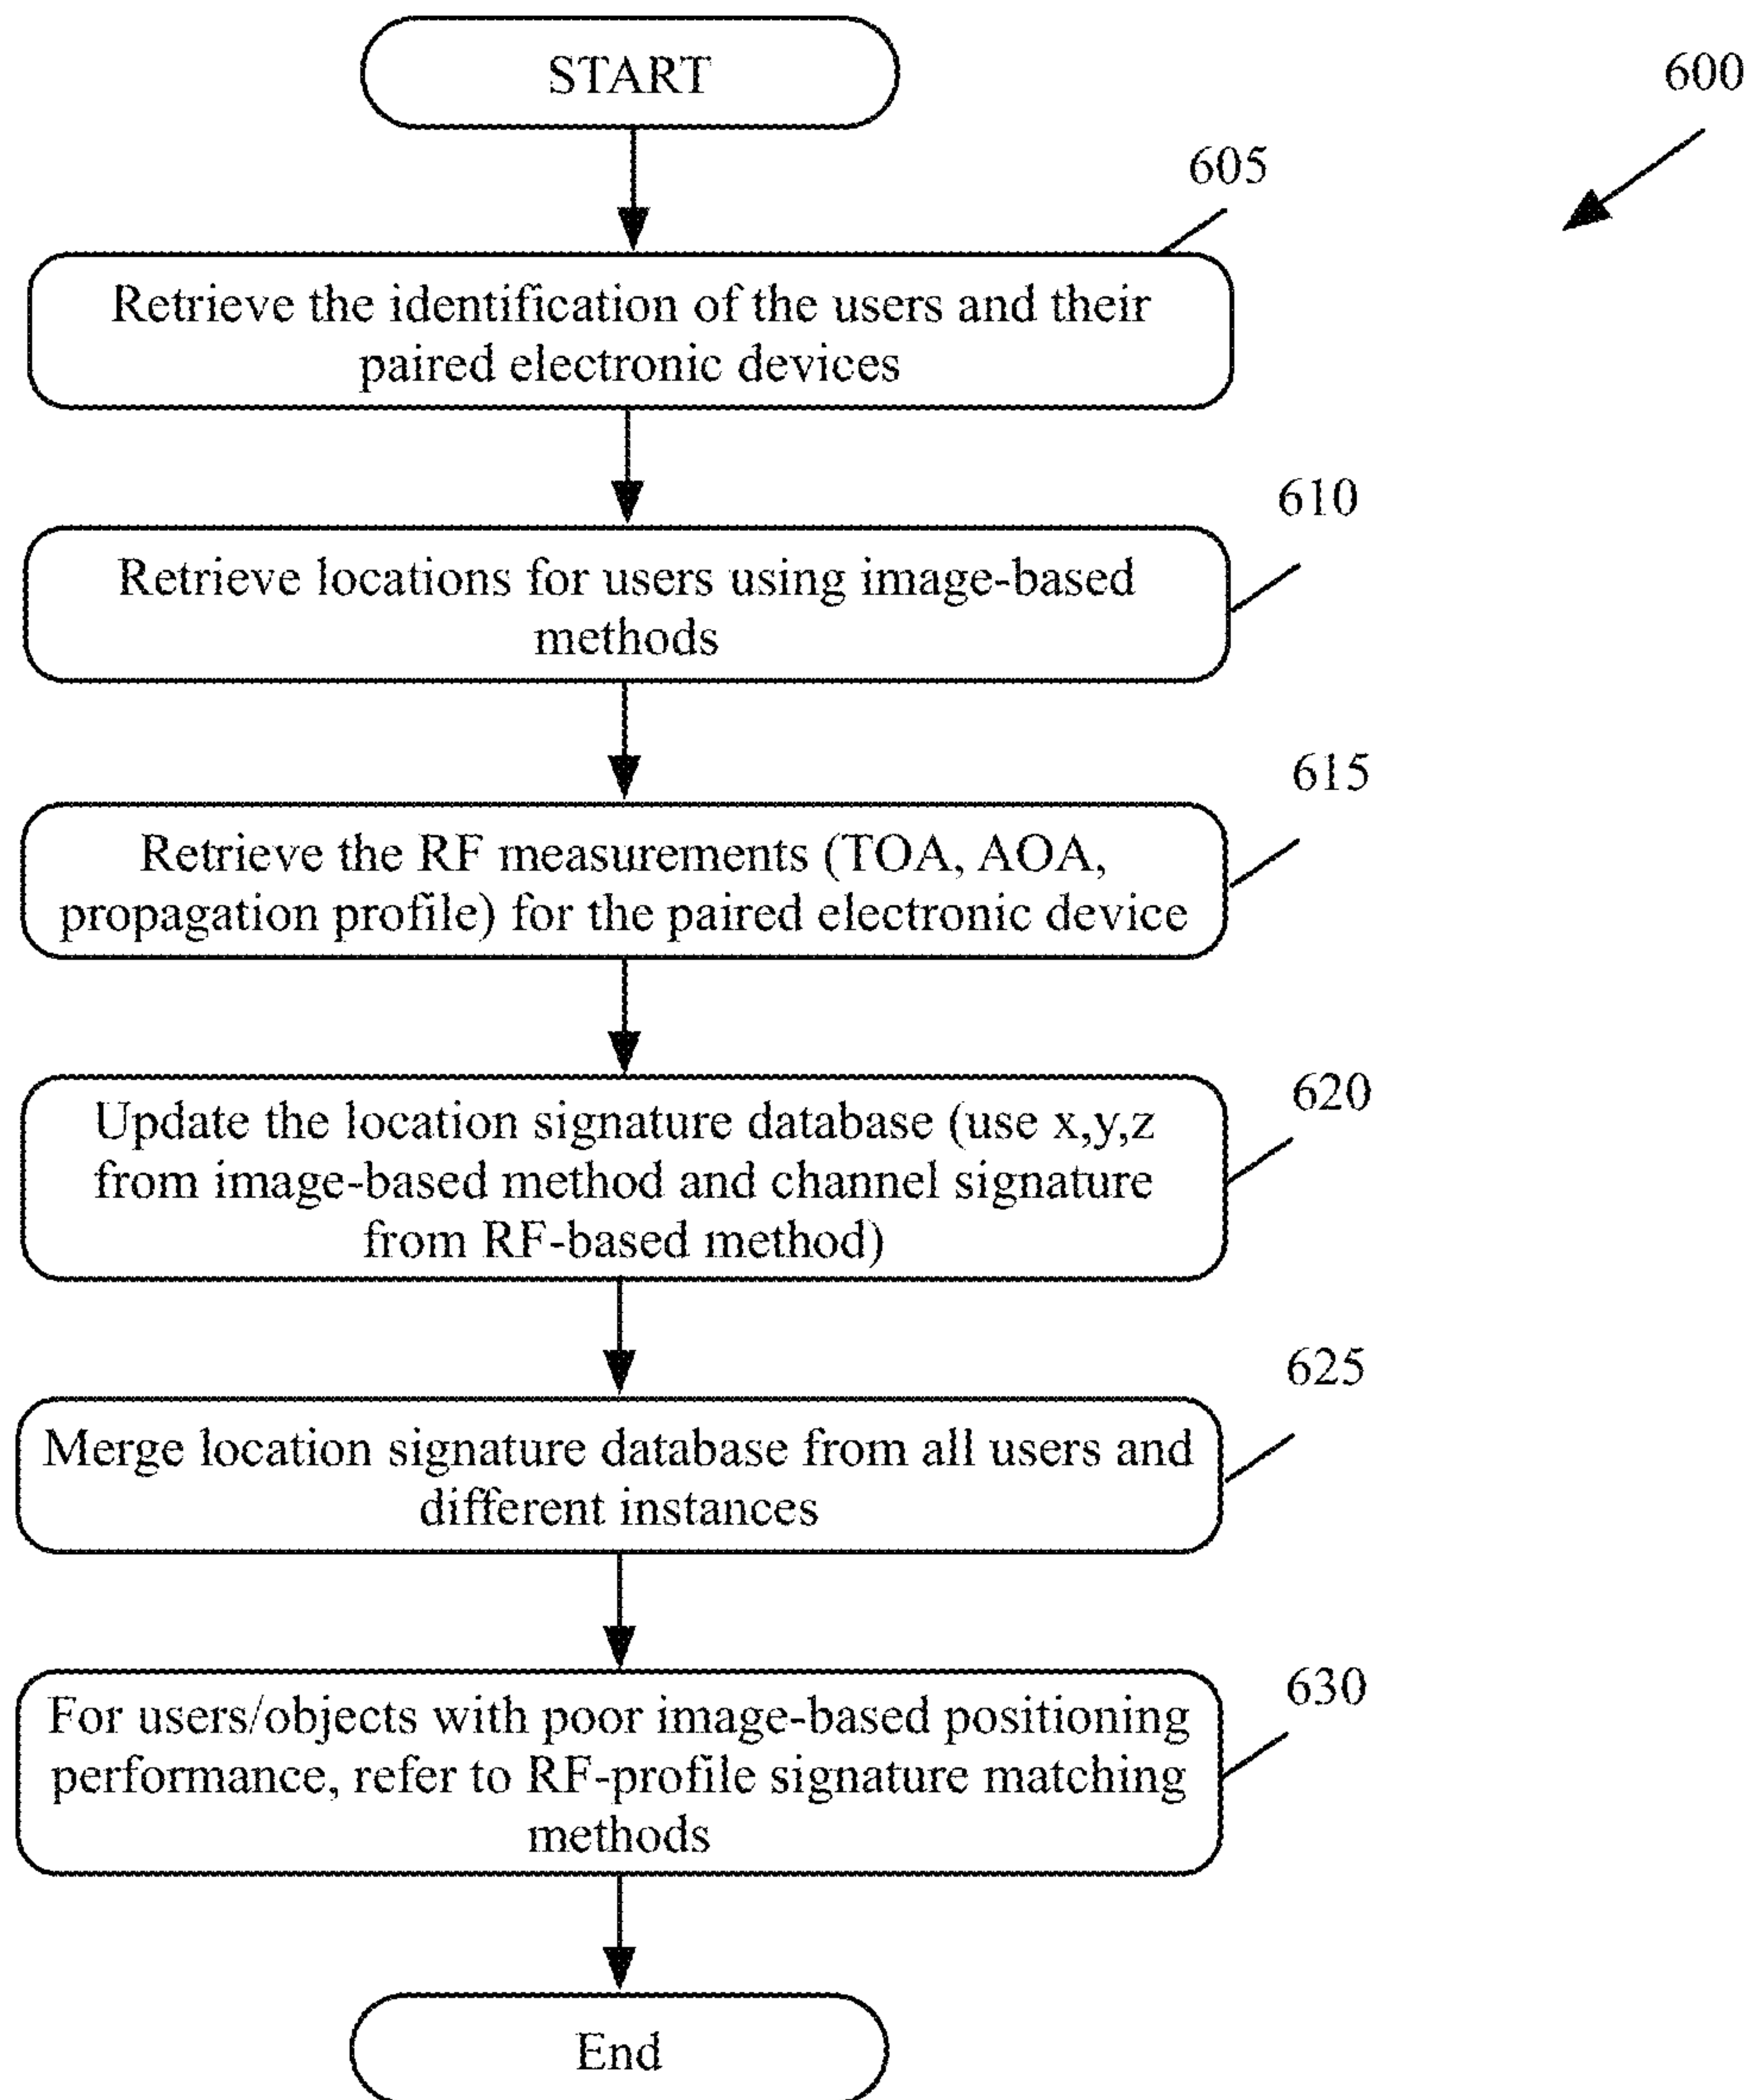 START
600
605
Retrieve the identification of the users and their
paired electronic devices
610
Retrieve locations for users using image-based
methods
615
Retrieve the RF measurements (TOA, AOA,
propagation profile) for the paired electronic device
620
Update the location signature database (use x,y,z
from image-based method and channel signature
from RF-based method)
625
Merge location signature database from all users and
different instances
630
For users/objects with poor image-based positioning
performance, refer to RF-profile signature matching
methods
End